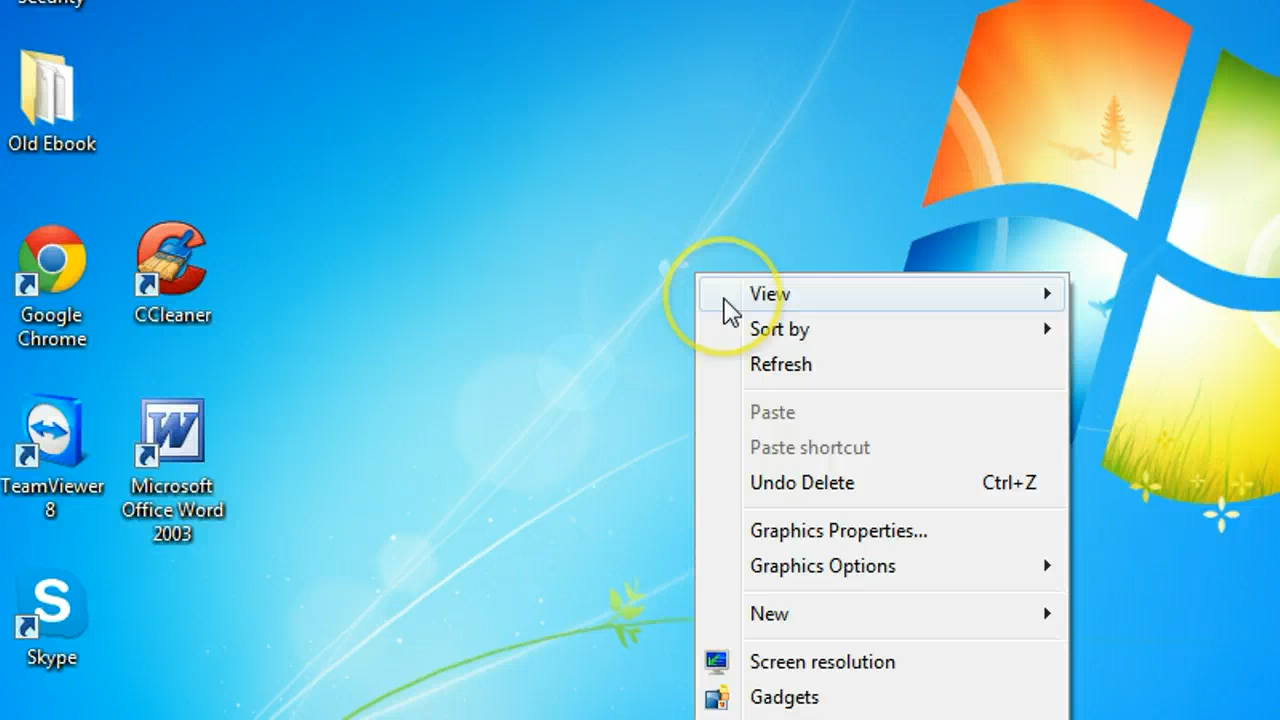 Security
Old Ebook
Google
Chrome
CCleaner
TeamViewer
8
Microsoft
Office Word
2003
Skype
View
Sort by
Refresh
Paste
Paste shortcut
Undo Delete Ctrl+Z
Graphics Properties...
Graphics Options
New
Screen resolution
Gadgets